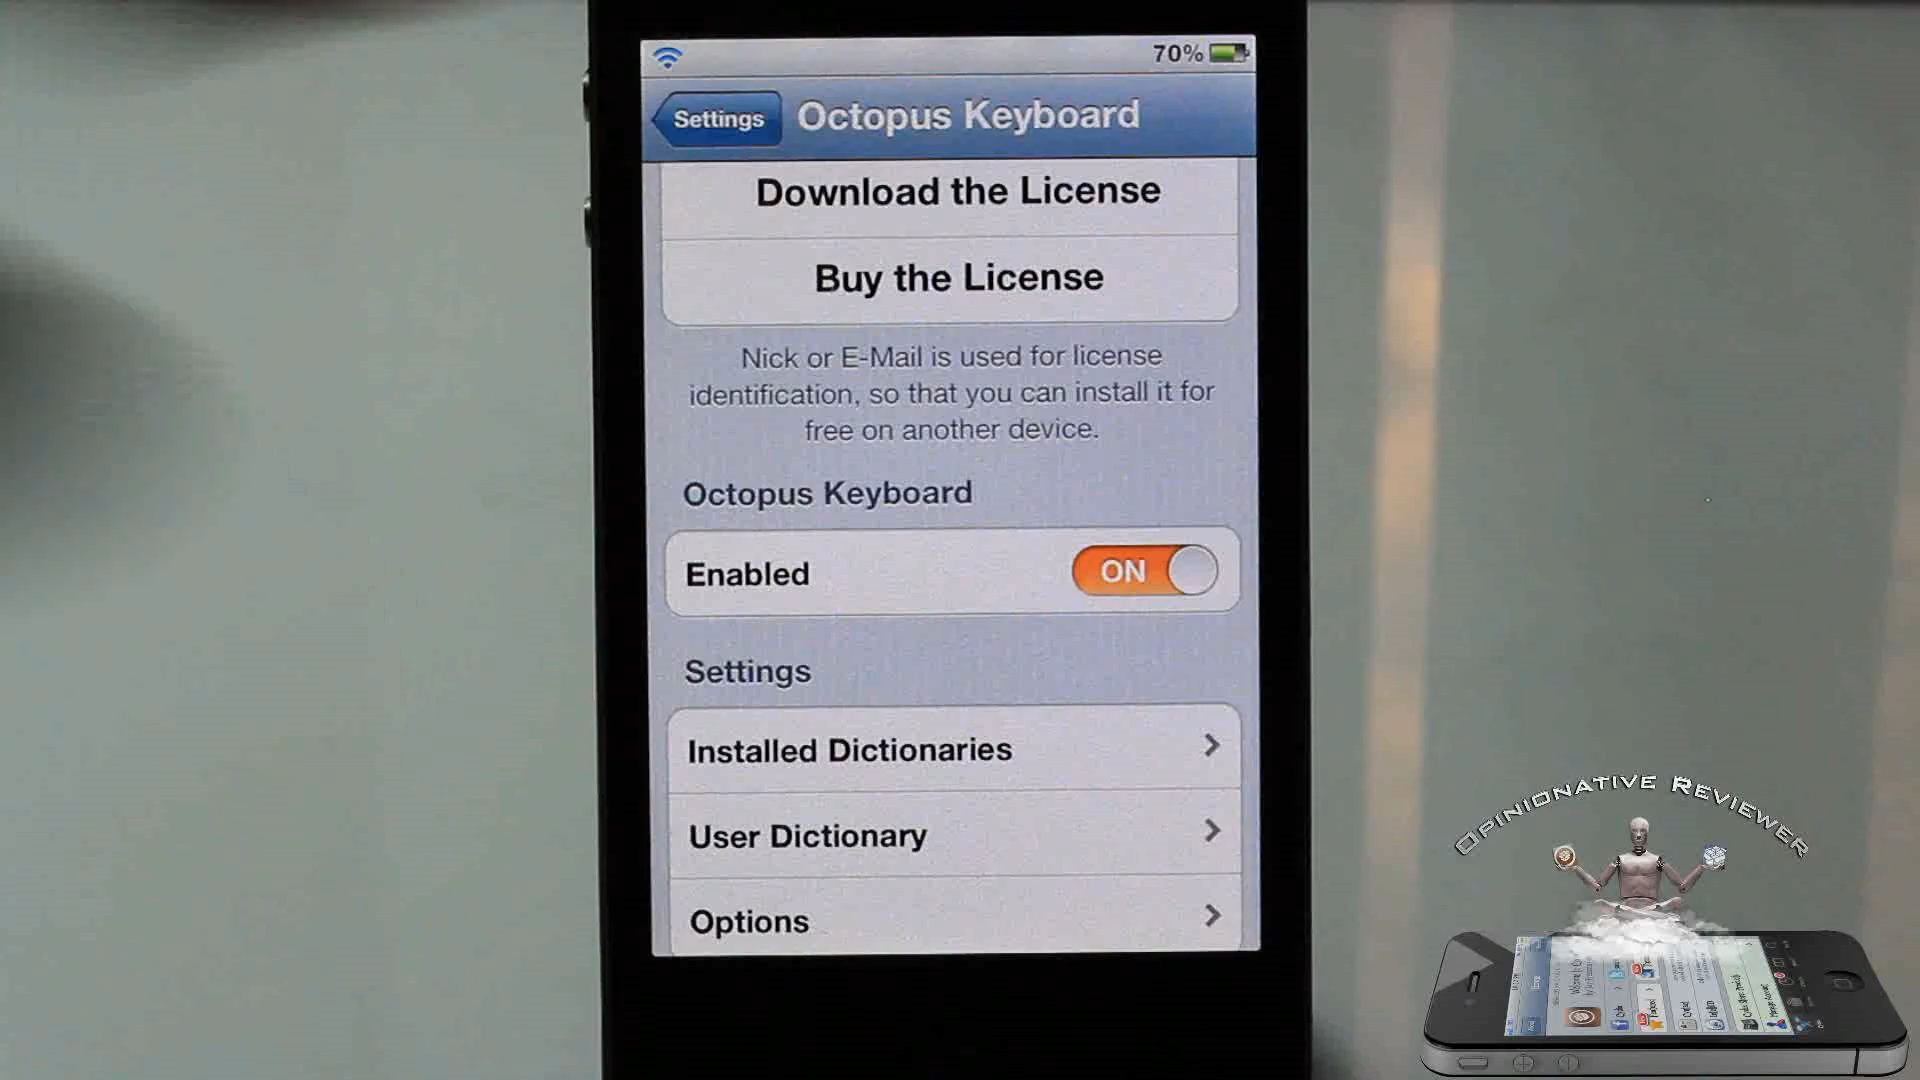 70%
Settings
Octopus Keyboard
Download the License
Buy the License
Nick or E-Mail is used for license
identification, so that you can install it for
free on another device.
Octopus Keyboard
Enabled
ON
Settings
Installed Dictionaries
User Dictionary
Options
Opinionative Reviewer